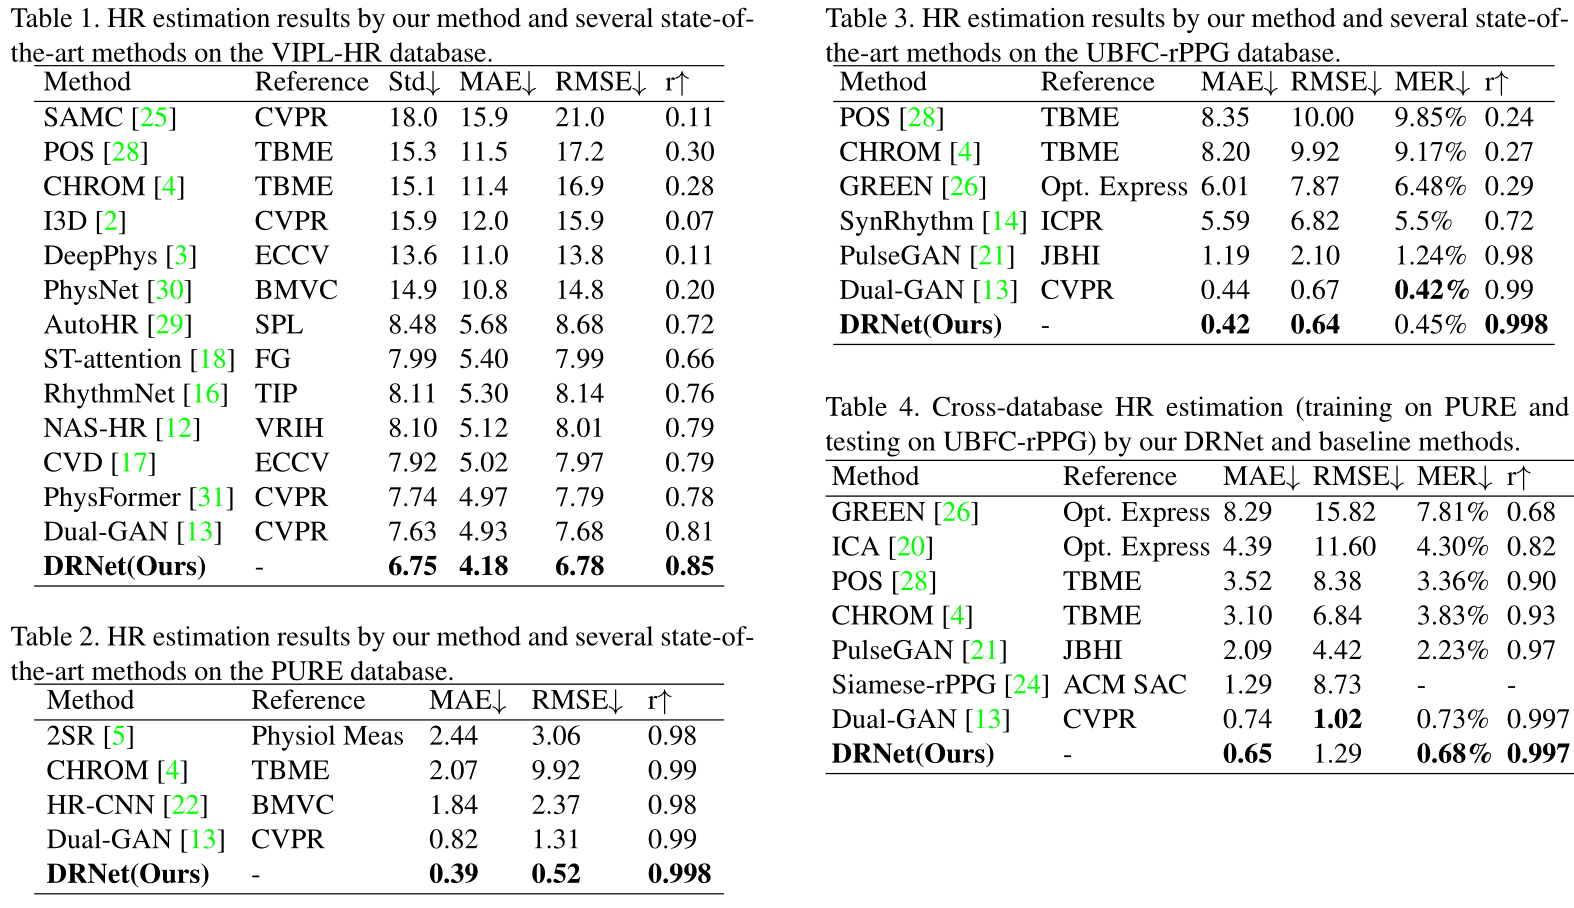 Table 1. HR estimation results by our method and several state-of-
the-art methods on the VIPL-HR database.
Method Reference Std↓ MAE↓ RMSE↓ r↑
SAMC [25] CVPR 18.0 15.9 21.0 0.11
POS [28] TBME 15.3 11.5 17.2 0.30
CHROM [4] TBME 15.1 11.4 16.9 0.28
I3D [2] CVPR 15.9 12.0 15.9 0.07
DeepPhys [3] ECCV 13.6 11.0 13.8 0.11
PhysNet [30] BMVC 14.9 10.8 14.8 0.20
AutoHR [29] SPL 8.48 5.68 8.68 0.72
ST-attention [18] FG 7.99 5.40 7.99 0.66
RhythmNet [16] TIP 8.11 5.30 8.14 0.76
NAS-HR [12] VRIH 8.10 5.12 8.01 0.79
CVD [17] ECCV 7.92 5.02 7.97 0.79
PhysFormer [31] CVPR 7.74 4.97 7.79 0.78
Dual-GAN [13] CVPR 7.63 4.93 7.68 0.81
DRNet(Ours) - 6.75 4.18 6.78 0.85
Table 2. HR estimation results by our method and several state-of-
the-art methods on the PURE database.
Method Reference MAE↓ RMSE↓ r↑
2SR [5] Physiol Meas 2.44 3.06 0.98
CHROM [4] TBME 2.07 9.92 0.99
HR-CNN [22] BMVC 1.84 2.37 0.98
Dual-GAN [13] CVPR 0.82 1.31 0.99
DRNet(Ours) - 0.39 0.52 0.998
Table 3. HR estimation results by our method and several state-of-
the-art methods on the UBFC-rPPG database.
Method Reference MAE↓ RMSE↓ MER↓ r↑
POS [28] TBME 8.35 10.00 9.85% 0.24
CHROM [4] TBME 8.20 9.92 9.17% 0.27
GREEN [26] Opt. Express 6.01 7.87 6.48% 0.29
SynRhythm [14] ICPR 5.59 6.82 5.5% 0.72
PulseGAN [21] JBHI 1.19 2.10 1.24% 0.98
Dual-GAN [13] CVPR 0.44 0.67 0.42% 0.99
DRNet(Ours) - 0.42 0.64 0.45% 0.998
Table 4. Cross-database HR estimation (training on PURE and
testing on UBFC-rPPG) by our DRNet and baseline methods.
Method Reference MAE↓ RMSE↓ MER↓ r↑
GREEN [26] Opt. Express 8.29 15.82 7.81% 0.68
ICA [20] Opt. Express 4.39 11.60 4.30% 0.82
POS [28] TBME 3.52 8.38 3.36% 0.90
CHROM [4] TBME 3.10 6.84 3.83% 0.93
PulseGAN [21] JBHI 2.09 4.42 2.23% 0.97
Siamese-rPPG [24] ACM SAC 1.29 8.73 - -
Dual-GAN [13] CVPR 0.74 1.02 0.73% 0.997
DRNet(Ours) - 0.65 1.29 0.68% 0.997